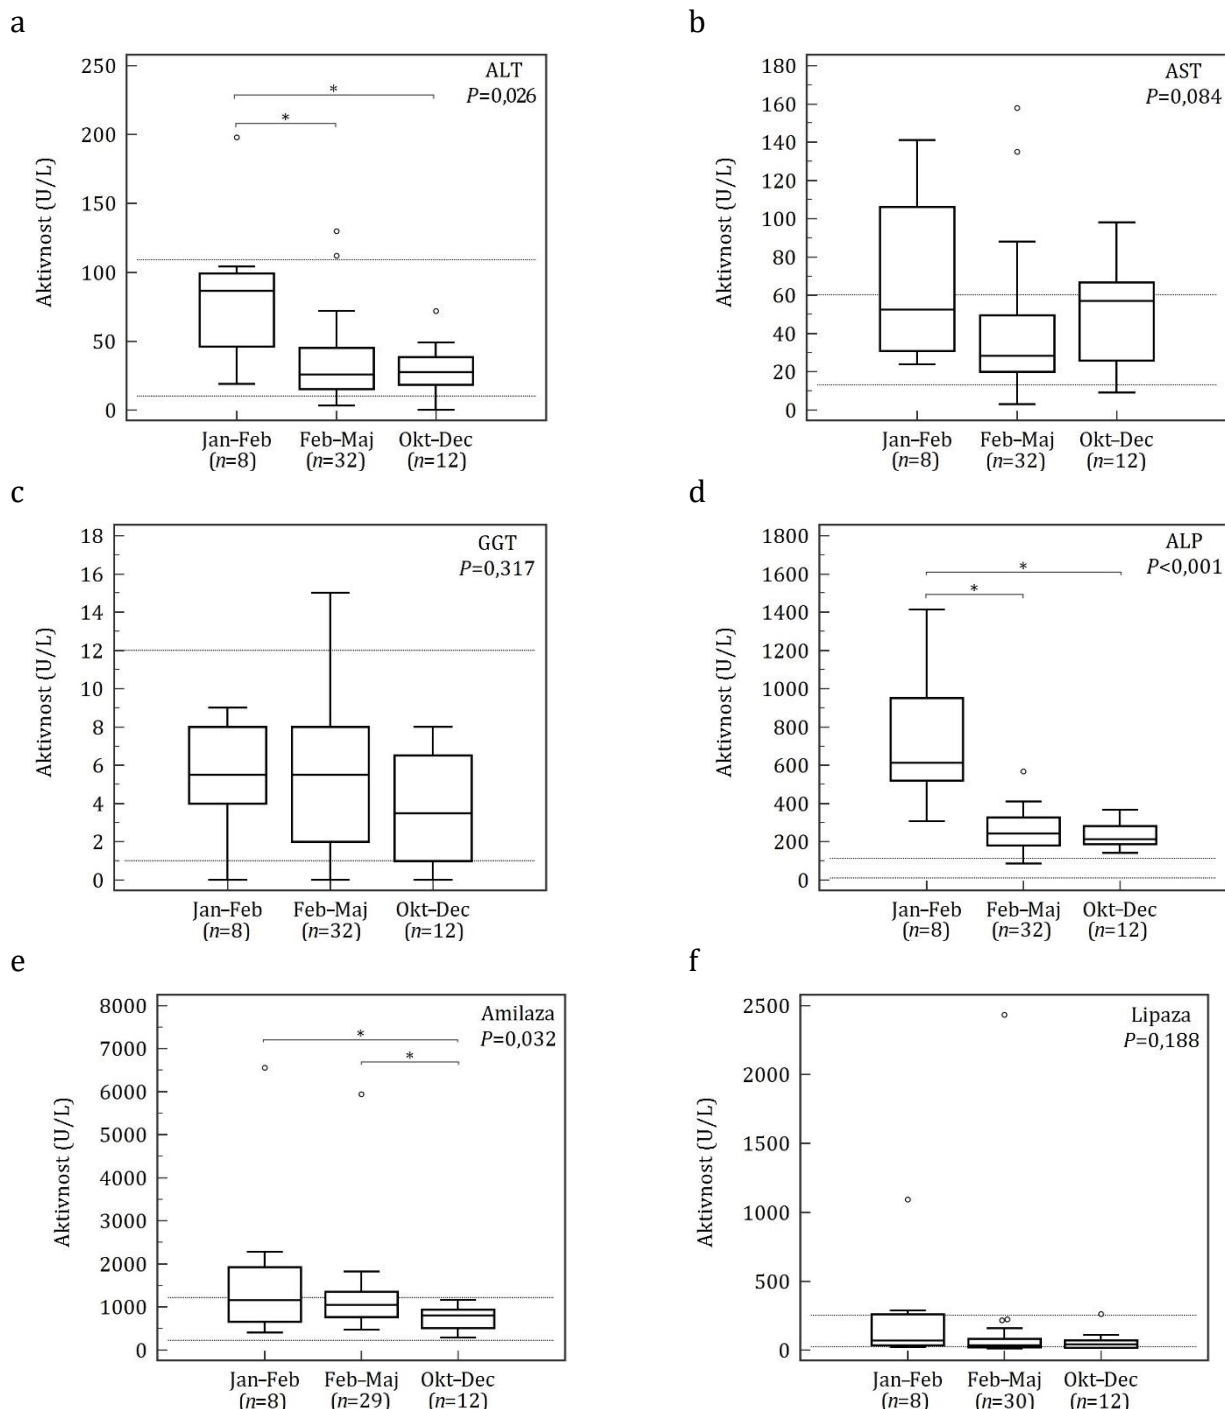 a
ALT
P=0,026
Aktivnost (U/L)
250
200
150
100
50
0
*
*
Jan–Feb Feb–Maj Okt–Dec
(n=8) (n=32) (n=12)
b
AST
P=0,084
Aktivnost (U/L)
180
160
140
120
100
80
60
40
20
0
Jan–Feb Feb–Maj Okt–Dec
(n=8) (n=32) (n=12)
c
GGT
P=0,317
Aktivnost (U/L)
18
16
14
12
10
8
6
4
2
0
Jan–Feb Feb–Maj Okt–Dec
(n=8) (n=32) (n=12)
d
ALP
P<0,001
Aktivnost (U/L)
1800
1600
1400
1200
1000
800
600
400
200
0
*
*
Jan–Feb Feb–Maj Okt–Dec
(n=8) (n=32) (n=12)
e
Amilaza
P=0,032
Aktivnost (U/L)
8000
7000
6000
5000
4000
3000
2000
1000
0
*
*
Jan–Feb Feb–Maj Okt–Dec
(n=8) (n=29) (n=12)
f
Lipaza
P=0,188
Aktivnost (U/L)
2500
2000
1500
1000
500
0
Jan–Feb Feb–Maj Okt–Dec
(n=8) (n=30) (n=12)